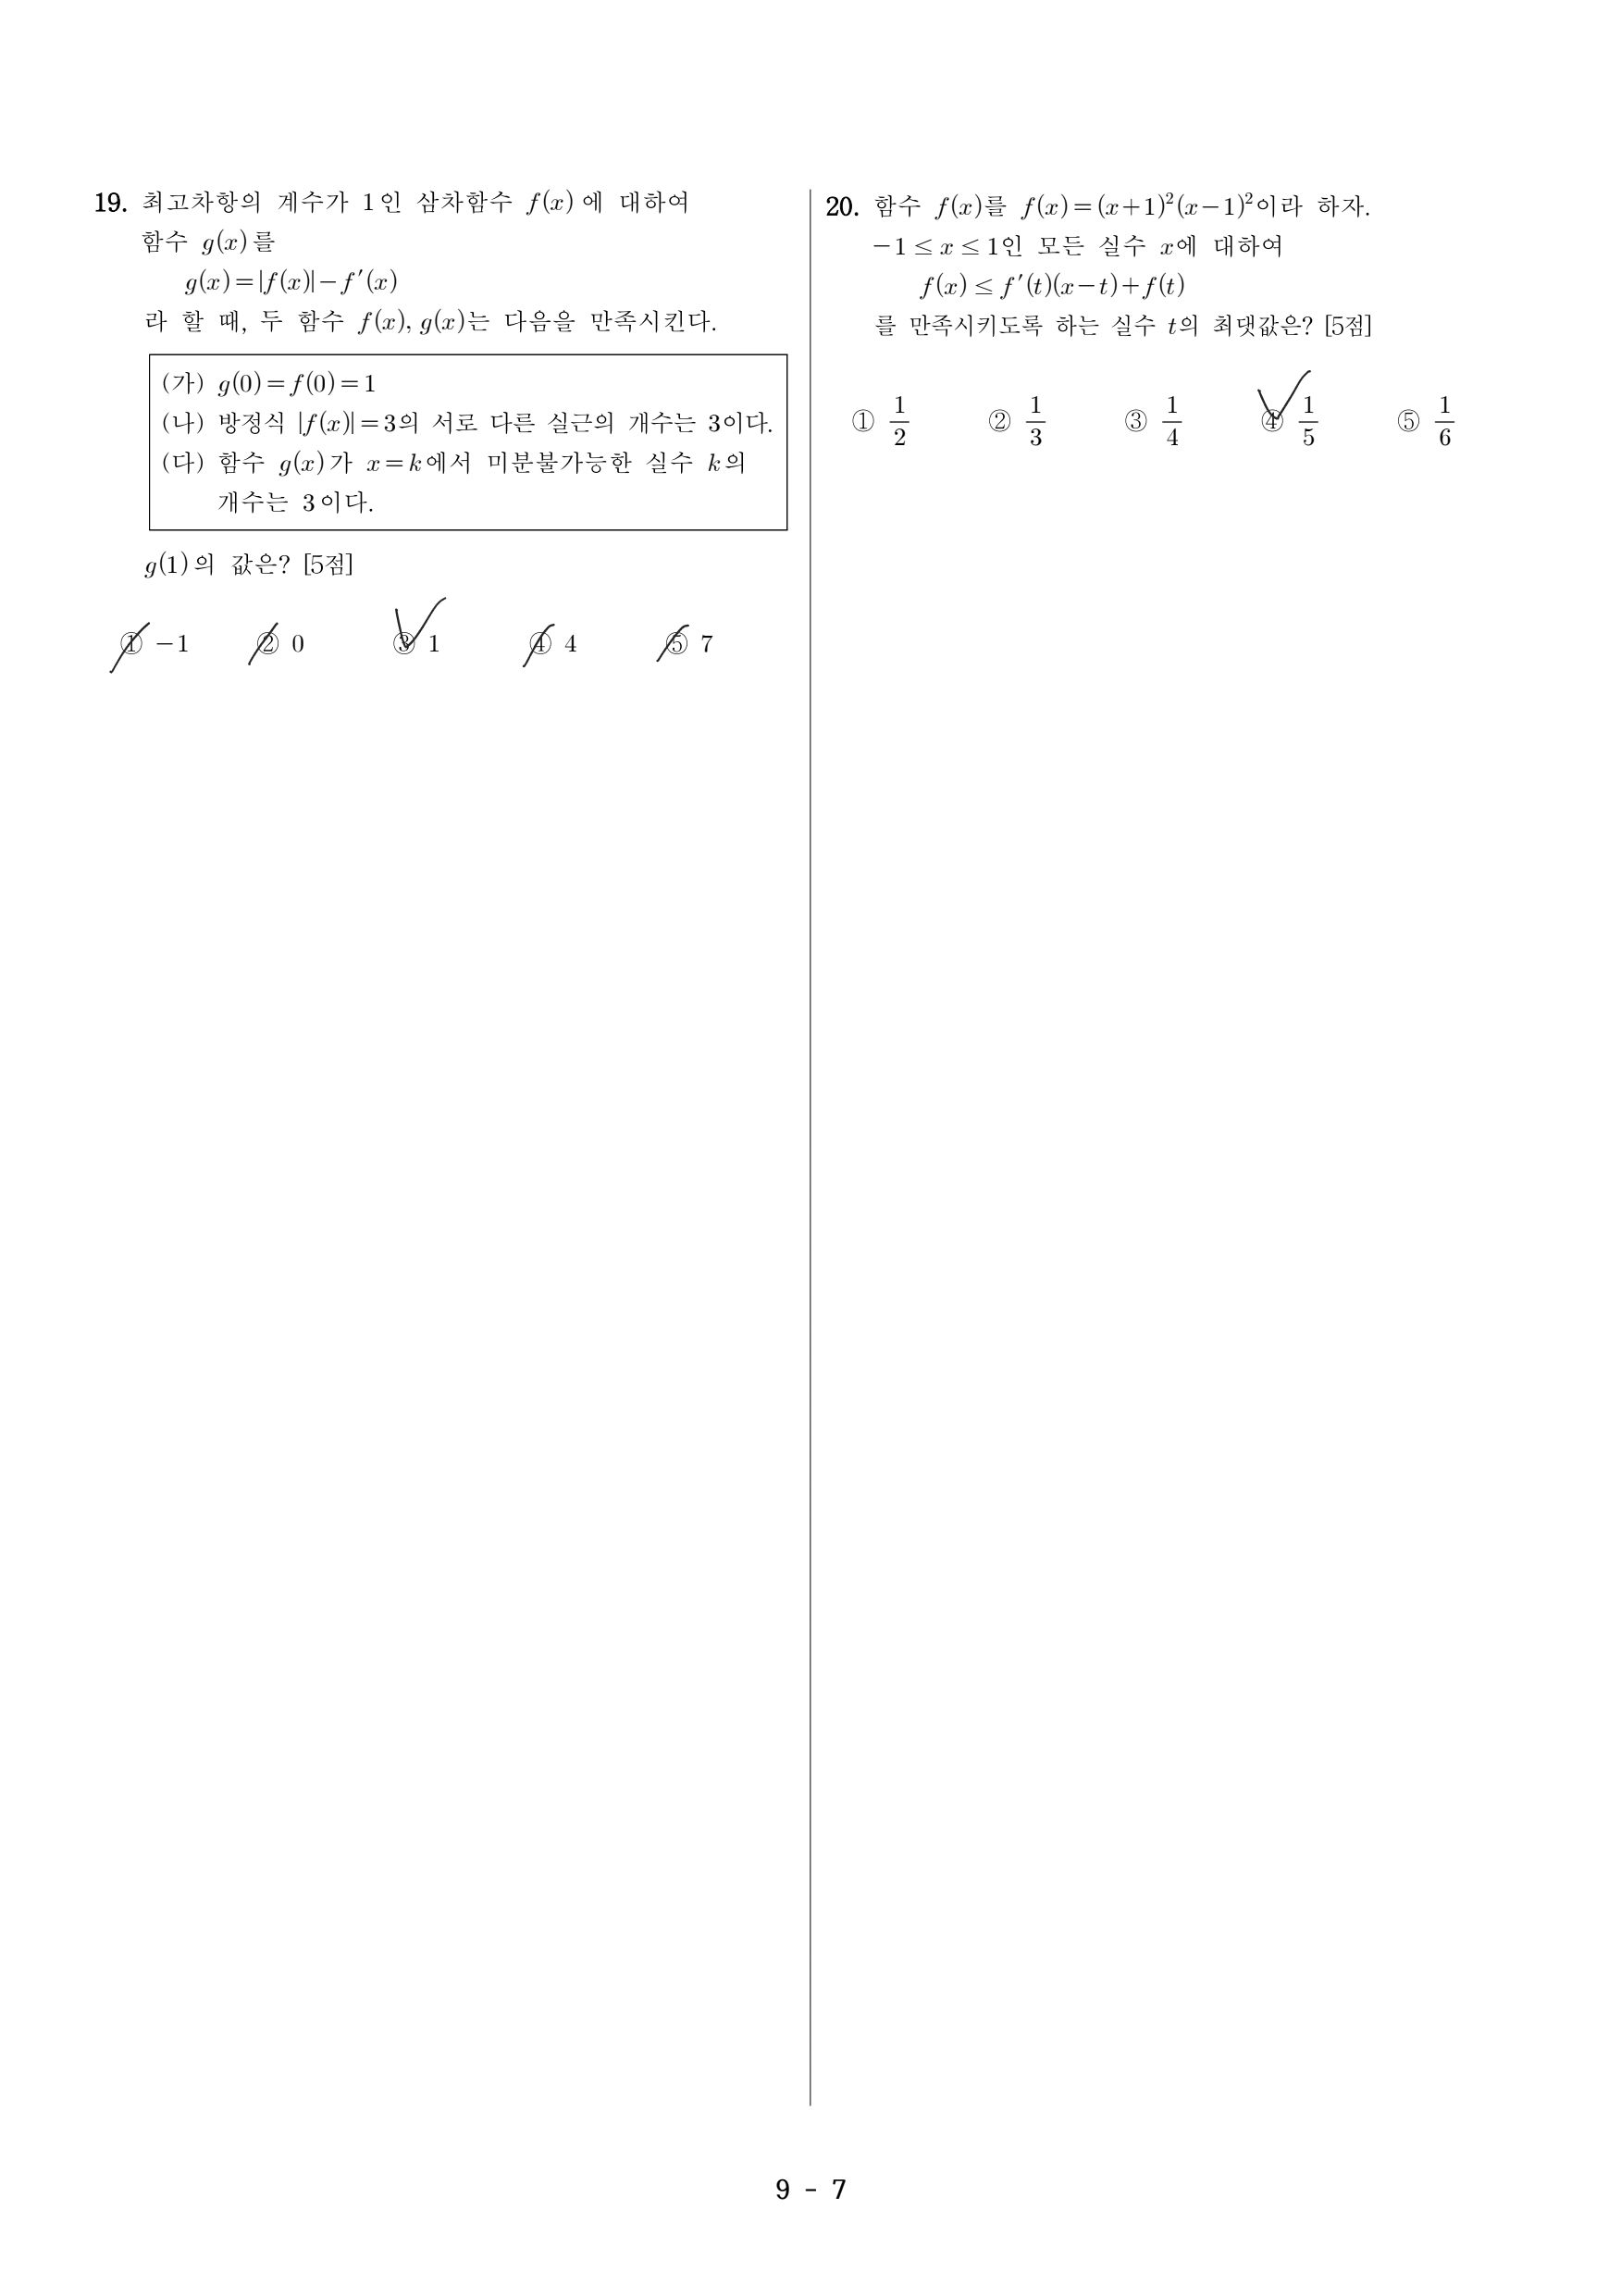 19. 최고차항의 계수가 1인 삼차함수 f(x)에 대하여
함수 g(x)를
g(x)=|f(x)|-f′(x)
라 할 때, 두 함수 f(x), g(x)는 다음을 만족시킨다.
(가) g(0)=f(0)=1
(나) 방정식 |f(x)|=3의 서로 다른 실근의 개수는 3이다.
(다) 함수 g(x)가 x=k에서 미분불가능한 실수 k의
개수는 3이다.
g(1)의 값은? [5점]
① -1 ② 0 ③ 1 ④ 4 ⑤ 7
20. 함수 f(x)를 f(x)=(x+1)²(x-1)²이라 하자.
-1≤x≤1인 모든 실수 x에 대하여
f(x)≤f′(t)(x-t)+f(t)
를 만족시키도록 하는 실수 t의 최댓값은? [5점]
① 1/2 ② 1/3 ③ 1/4 ④ 1/5 ⑤ 1/6
9 - 7